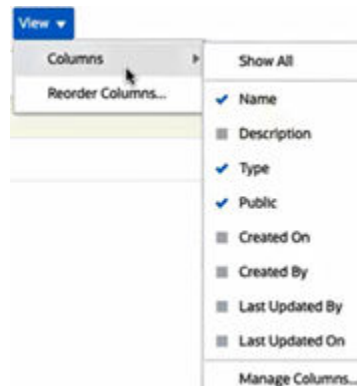 View
Columns
Reorder Columns...
Show All
Name
Description
Type
Public
Created On
Created By
Last Updated By
Last Updated On
Manage Columns...